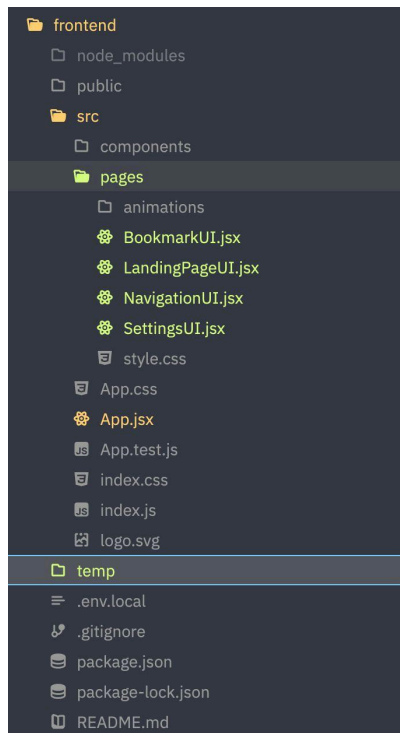 frontend
node_modules
public
src
components
pages
animations
BookmarkUI.jsx
LandingPageUI.jsx
NavigationUI.jsx
SettingsUI.jsx
style.css
App.css
App.jsx
JS App.test.js
index.css
JS index.js
logo.svg
temp
.env.local
.gitignore
package.json
package-lock.json
README.md